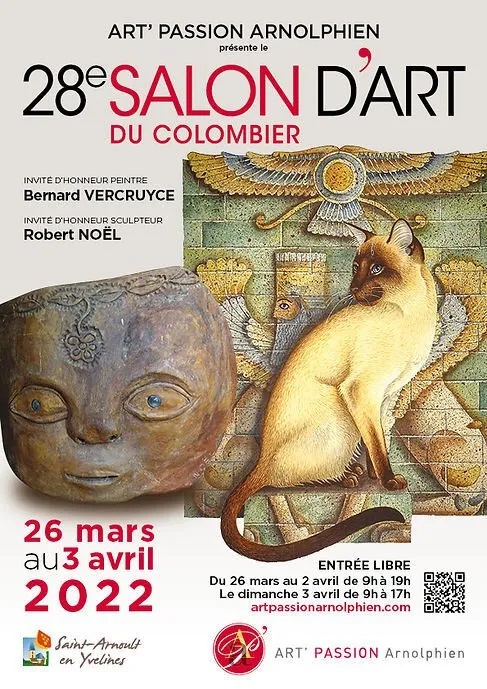 ART' PASSION ARNOLPHIEN
présente le
28e SALON D'ART
DU COLOMBIER
INVITÉ D'HONNEUR PEINTRE
Bernard VERCRUYCE
INVITÉ D'HONNEUR SCULPTEUR
Robert NOËL
26 mars
au 3 avril
2022
ENTRÉE LIBRE
Du 26 mars au 2 avril de 9h à 19h
Le dimanche 3 avril de 9h à 17h
artpassionarnolphien.com
Saint-Arnoult
en Yvelines
ART' PASSION Arnolphien